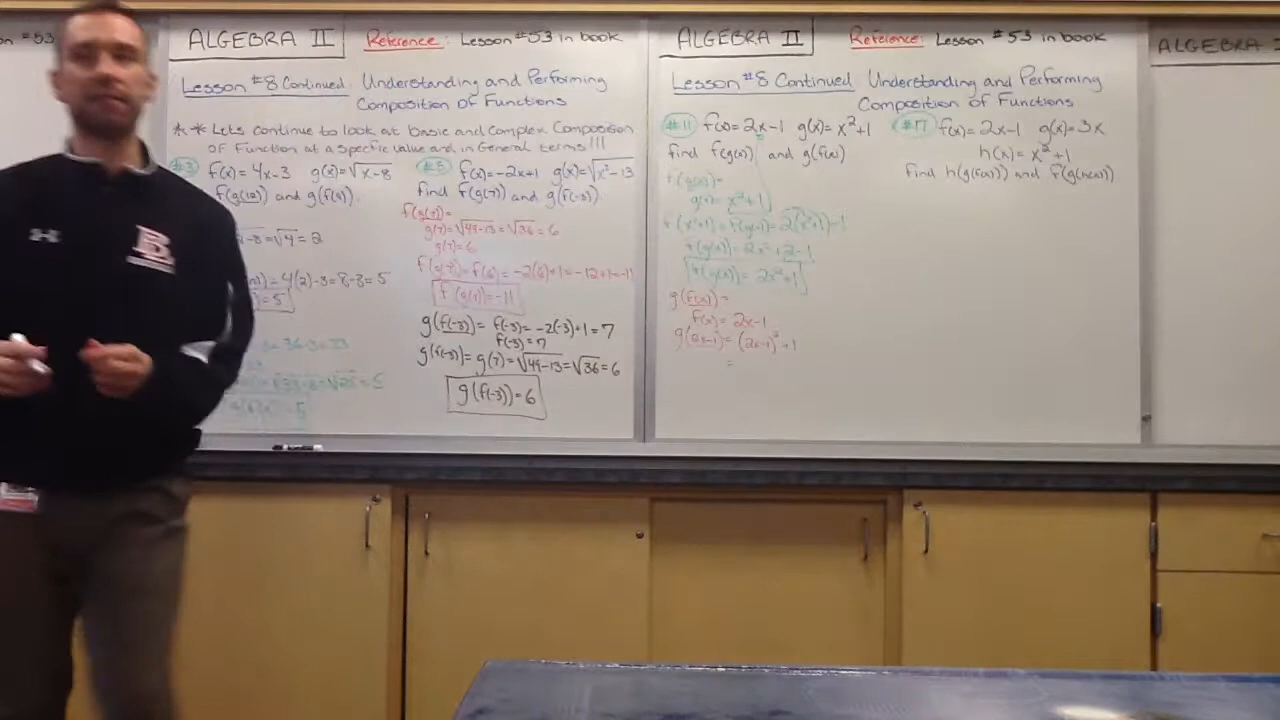 on #53
ALGEBRA II Reference: Lesson #53 in book
Lesson #8 Continued: Understanding and Performing
Composition of Functions
** Lets continue to look at basic and Complex Composition
of Function at a Specific value and in General terms!!!
#3 f(x) = 4x-3 g(x) = √x-8
f(g(12)) and g(f(9)).
-8 = √4 = 2
= 4(2)-3 = 8-3 = 5
) = 5
= 36-3 = 33
= 5
#5 f(x) = -2x+1 g(x) = √x²-13
find f(g(7)) and g(f(-3)).
f(g(7)) =
g(7) = √49-13 = √36 = 6
g(7) = 6
f(g(7)) = f(6) = -2(6)+1 = -12+1 = -11
f(g(7)) = -11
g(f(-3)) = f(-3) = -2(-3)+1 = 7
f(-3) = 7
g(f(-3)) = g(7) = √49-13 = √36 = 6
g(f(-3)) = 6
ALGEBRA II Reference: Lesson #53 in book
Lesson #8 Continued: Understanding and Performing
Composition of Functions
#11 f(x) = 2x-1 g(x) = x²+1
find f(g(x)) and g(f(x))
f(g(x)) =
g(x) = x²+1
f(x²+1) = f(g(x)) = 2(x²+1)-1
f(g(x)) = 2x²+2-1
f(g(x)) = 2x²+1
g(f(x)) =
f(x) = 2x-1
g(2x-1) = (2x-1)²+1
=
#17 f(x) = 2x-1 g(x) = 3x
h(x) = x²+1
find h(g(f(x))) and f(g(h(x)))
ALGEBRA
B